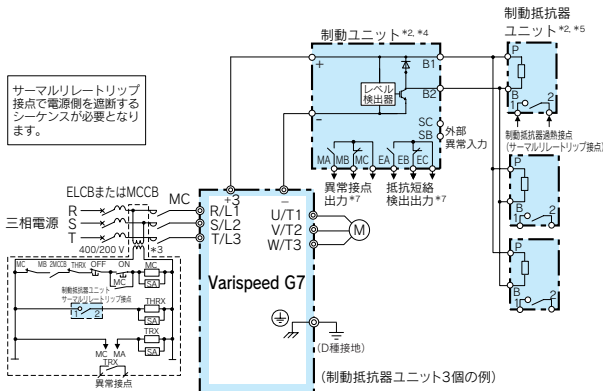 制動抵抗器
ユニット*2, *5
制動ユニット*2, *4
サーマルリレートリップ
接点で電源側を遮断する
シーケンスが必要となり
ます。
+
−
レベル
検出器
B1
B2
SC
SB
外部
異常入力
MA MB MC EA EB EC
異常接点
出力*7
抵抗短絡
検出出力*7
P
B
1 2
制動抵抗器過熱接点
(サーマルリレートリップ接点)
P
B
1 2
P
B
1 2
ELCBまたはMCCB
MC
三相電源
R
S
T
400/200 V
*3
+3
−
R/L1
S/L2
T/L3
U/T1
V/T2
W/T3
M
Varispeed G7
(D種接地)
(制動抵抗器ユニット3個の例)
MC MB 2MCCB THRX OFF ON MC
MC
SA
制動抵抗器ユニット
サーマルリレートリップ接点
1 2
THRX
SA
TRX
SA
MC MA
TRX
異常接点